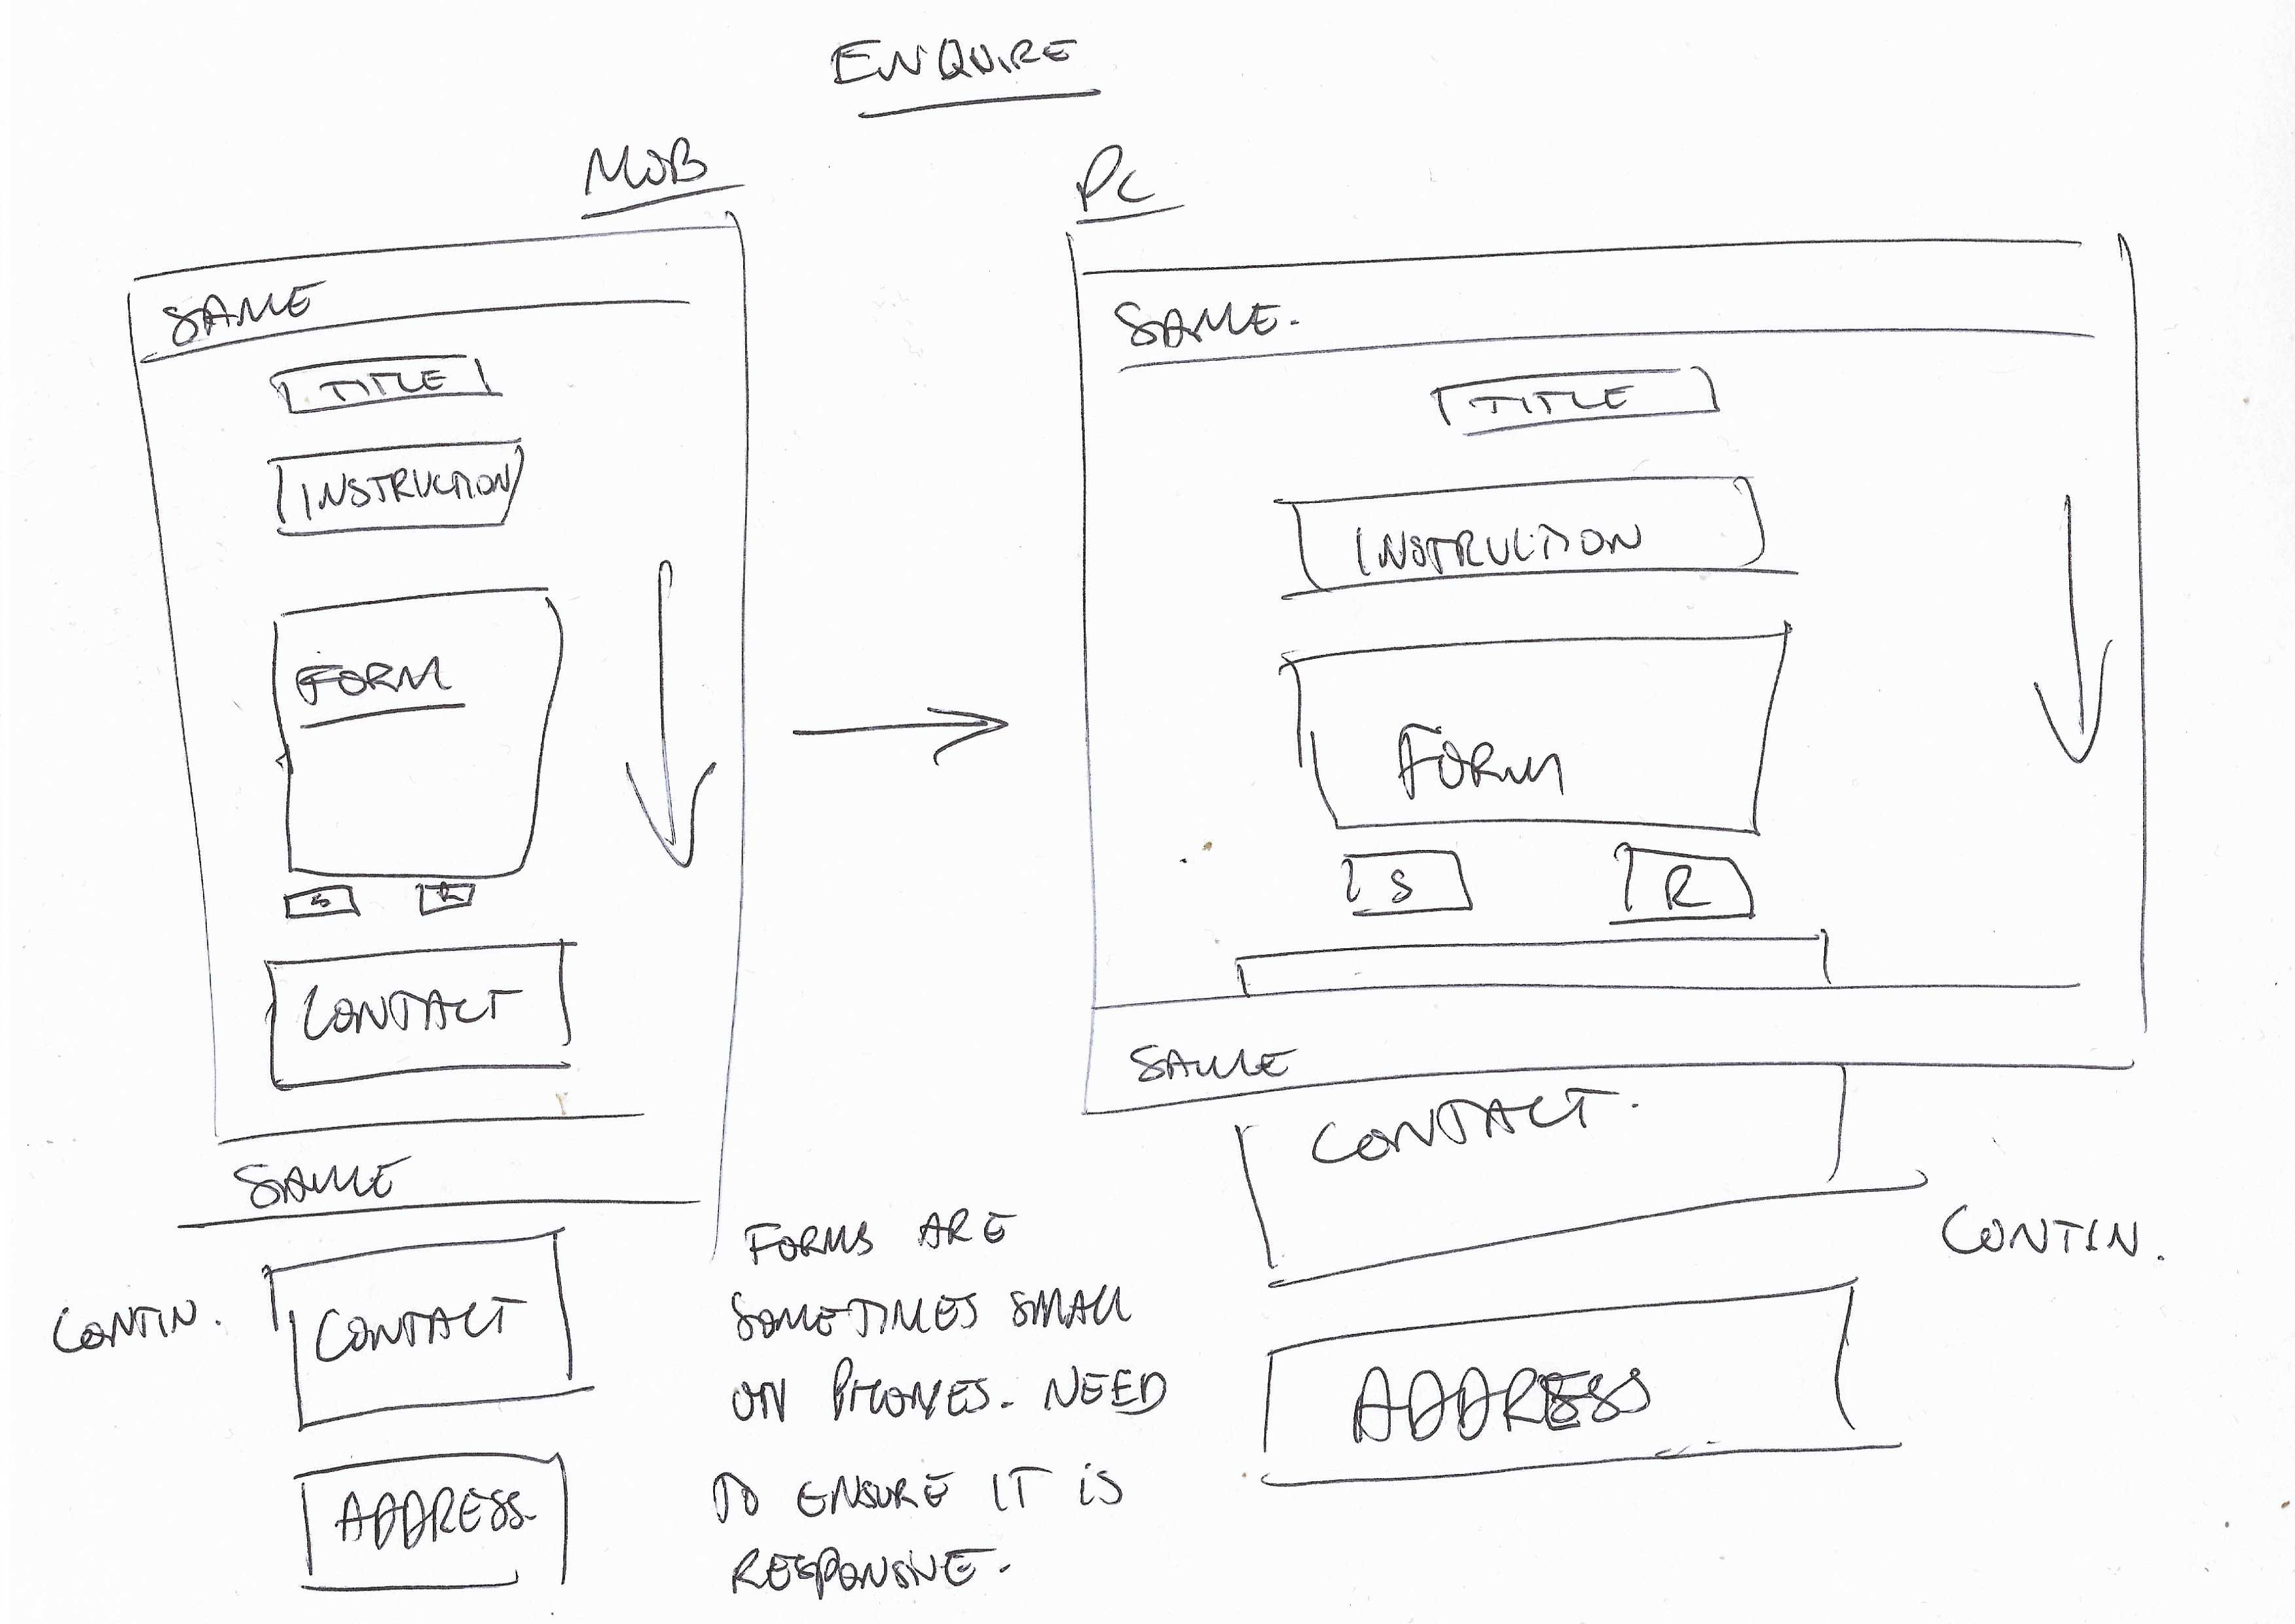 ENQUIRE
MOB
SAME
TITLE
INSTRUCTION
FORM
S
R
CONTACT
SAME
CONTIN.
CONTACT
ADDRESS.
FORMS ARE
SOMETIMES SMALL
ON PHONES. NEED
TO ENSURE IT IS
RESPONSIVE.
PC
SAME.
TITLE
INSTRUCTION
FORM
S
R
SAME
CONTACT.
CONTIN.
ADDRESS